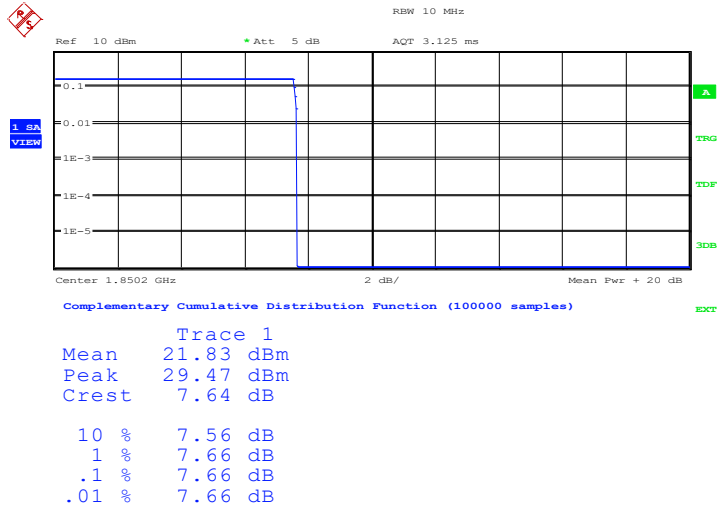 RBW 10 MHz
Ref 10 dBm * Att 5 dB AQT 3.125 ms
R S
0.1
A
0.01
1 SA
VIEW
TRG
1E-3
TDF
1E-4
1E-5
3DB
Center 1.8502 GHz 2 dB/ Mean Pwr + 20 dB
Complementary Cumulative Distribution Function (100000 samples)
EXT
Trace 1
Mean 21.83 dBm
Peak 29.47 dBm
Crest 7.64 dB
10 % 7.56 dB
1 % 7.66 dB
.1 % 7.66 dB
.01 % 7.66 dB